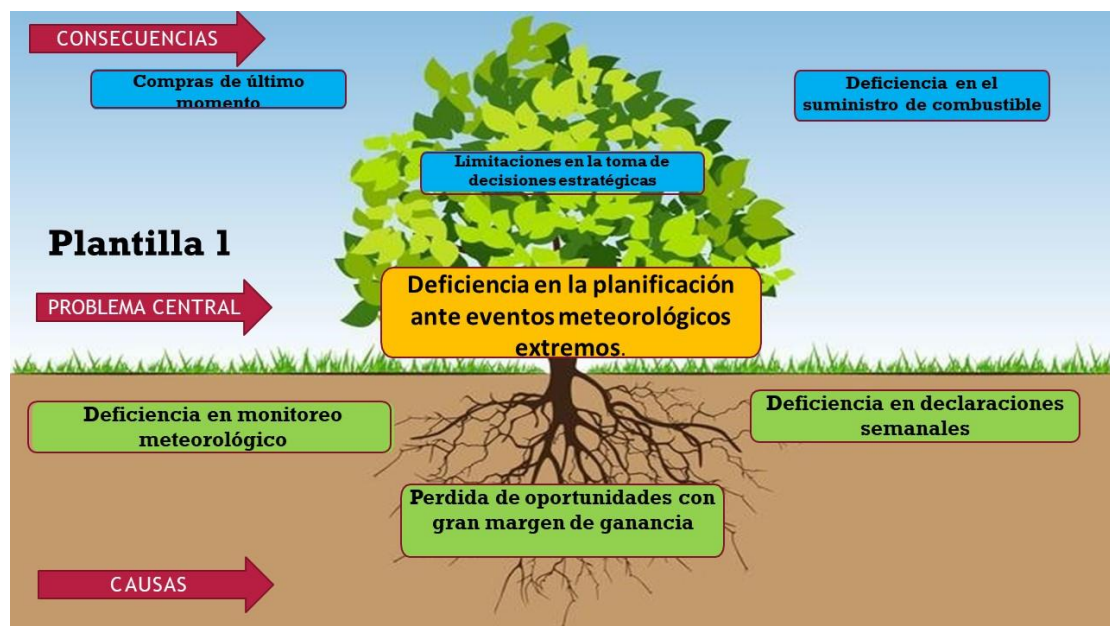 CONSECUENCIAS
Compras de último
momento
Deficiencia en el
suministro de combustible
Limitaciones en la toma de
decisiones estratégicas
Plantilla 1
PROBLEMA CENTRAL
Deficiencia en la planificación
ante eventos meteorológicos
extremos.
Deficiencia en monitoreo
meteorológico
Deficiencia en declaraciones
semanales
Perdida de oportunidades con
gran margen de ganancia
CAUSAS